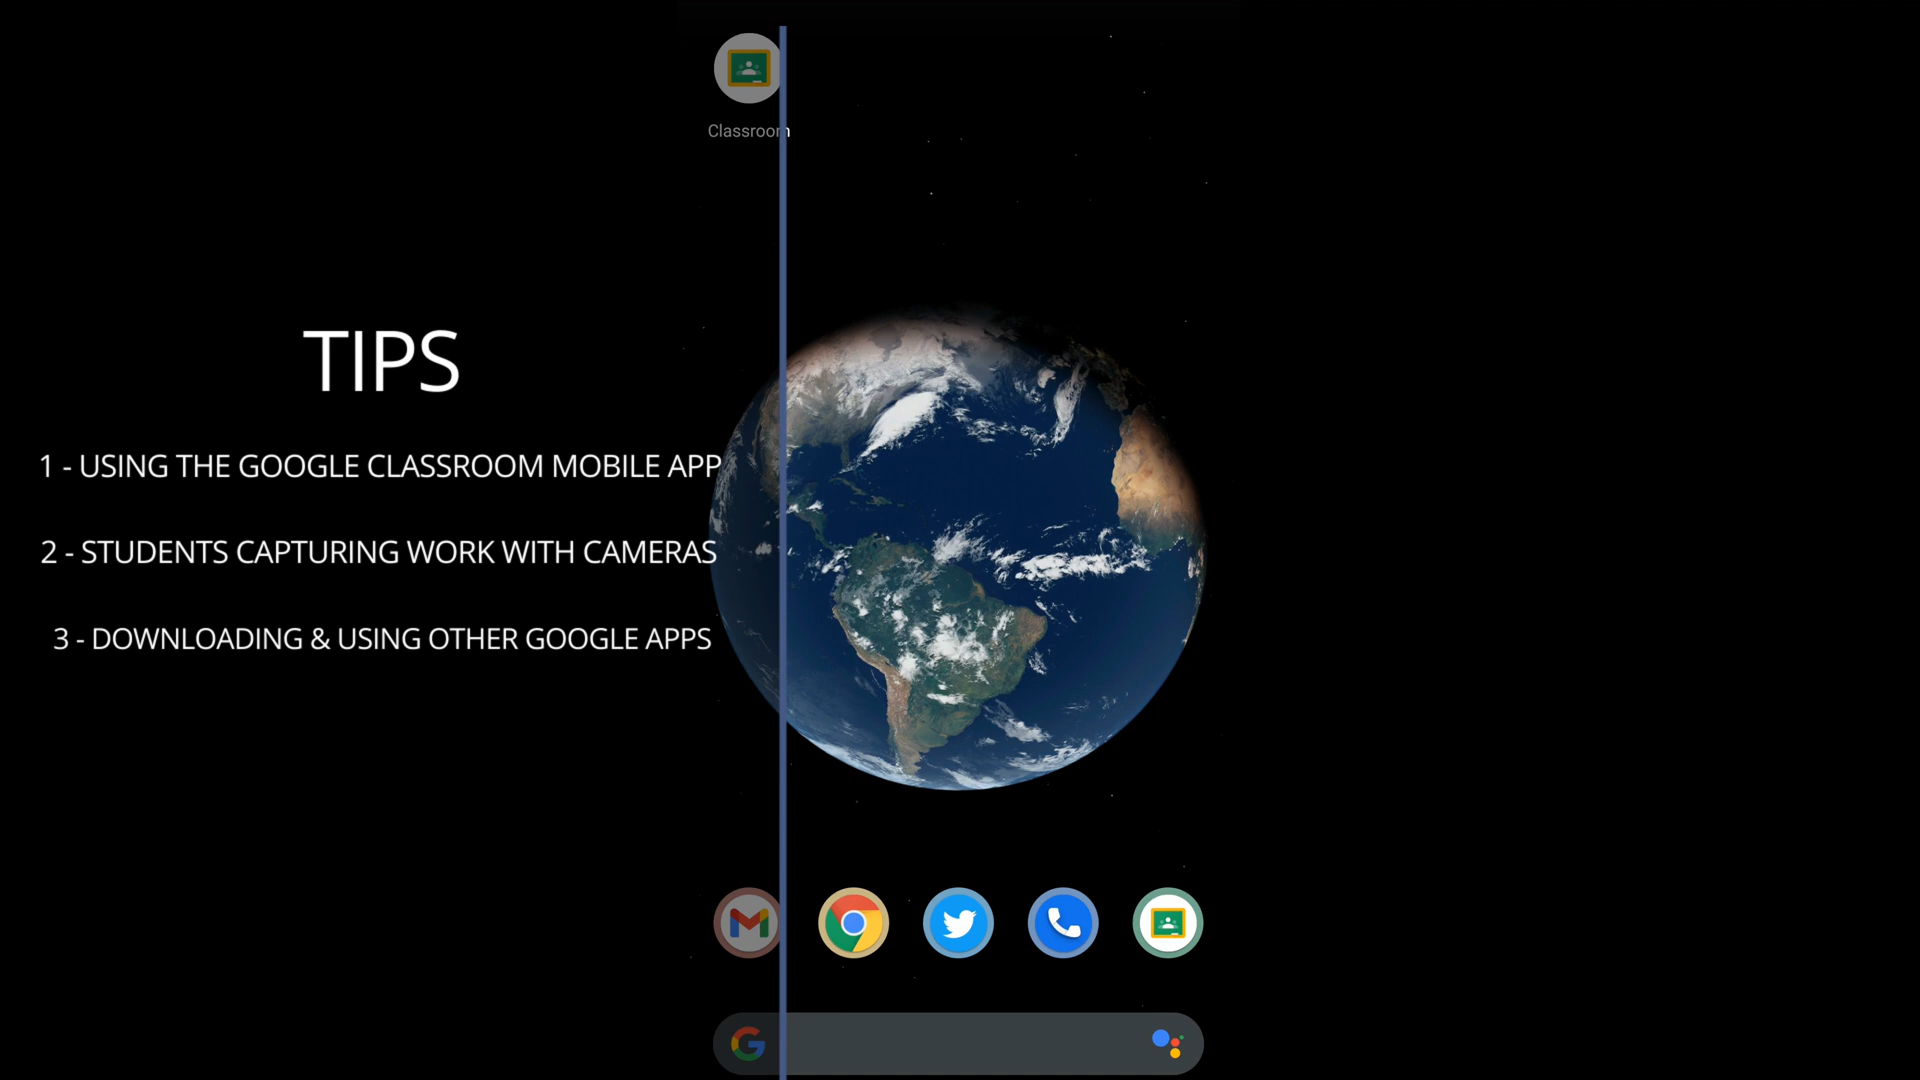 Classroom
TIPS
1 - USING THE GOOGLE CLASSROOM MOBILE APP
2 - STUDENTS CAPTURING WORK WITH CAMERAS
3 - DOWNLOADING & USING OTHER GOOGLE APPS